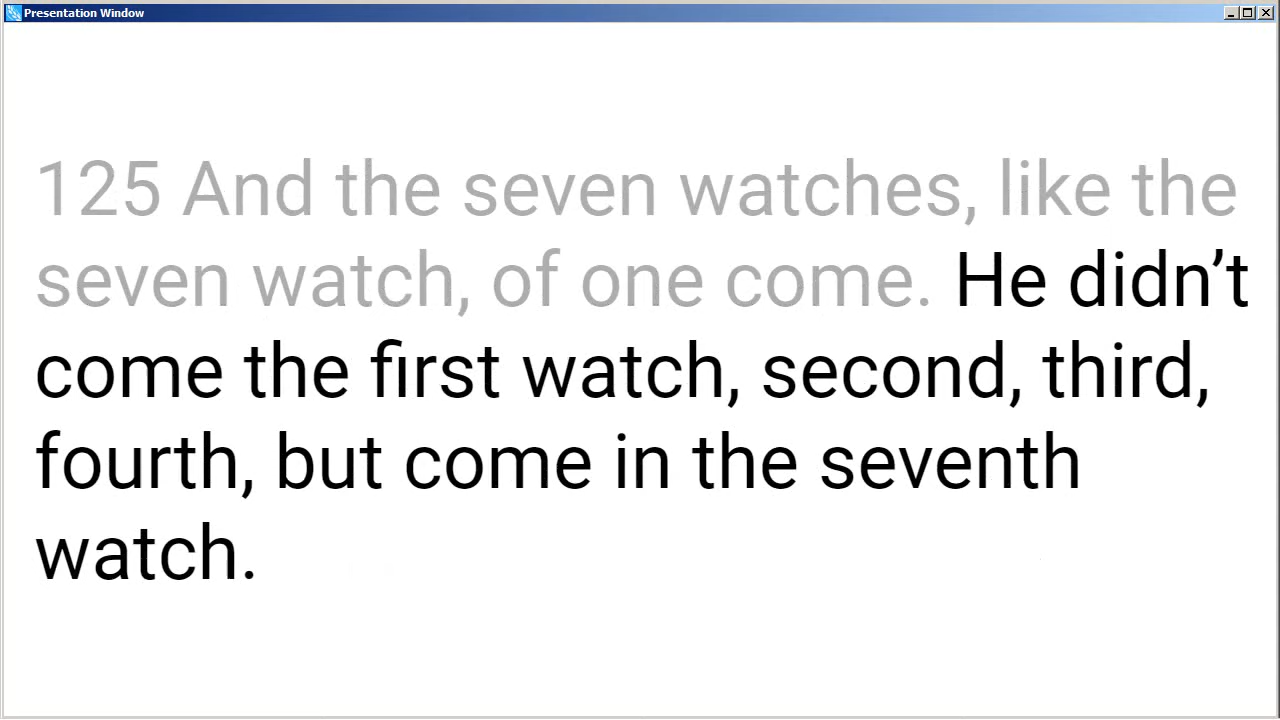 Presentation Window
125 And the seven watches, like the
seven watch, of one come. He didn’t
come the first watch, second, third,
fourth, but come in the seventh
watch.